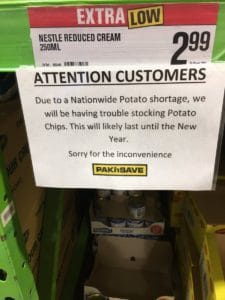 EXTRA LOW
NESTLE REDUCED CREAM
250ML
2.99
ATTENTION CUSTOMERS
Due to a Nationwide Potato shortage, we
will be having trouble stocking Potato
Chips. This will likely last until the New
Year.
Sorry for the inconvenience
PAK'nSAVE